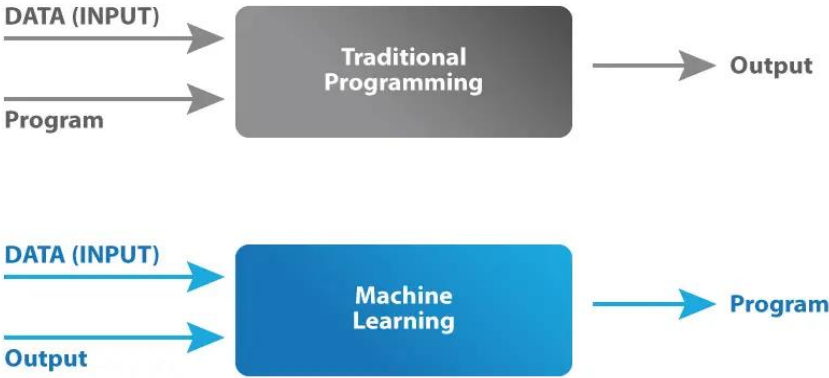 DATA (INPUT)
Program
Traditional
Programming
Output
DATA (INPUT)
Output
Machine
Learning
Program